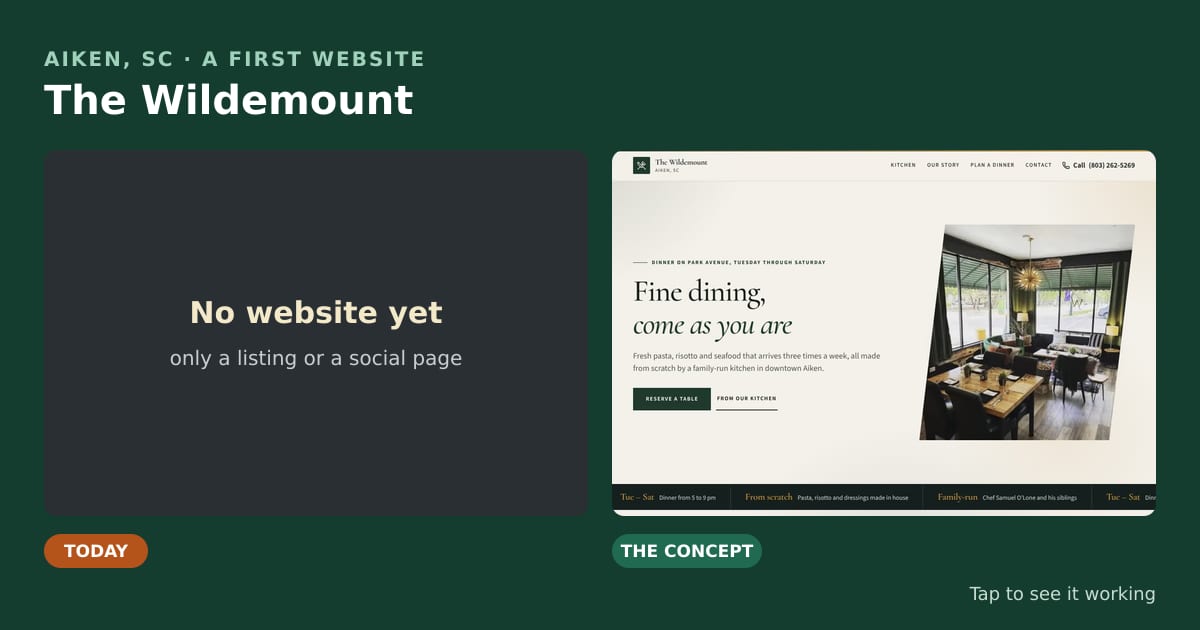 AIKEN, SC · A FIRST WEBSITE
The Wildemount
No website yet
only a listing or a social page
TODAY
The Wildemount
AIKEN, SC
KITCHEN
OUR STORY
PLAN A DINNER
CONTACT
Call (803) 262-5269
DINNER ON PARK AVENUE, TUESDAY THROUGH SATURDAY
Fine dining,
come as you are
Fresh pasta, risotto and seafood that arrives three times a week, all made
from scratch by a family-run kitchen in downtown Aiken.
RESERVE A TABLE
FROM OUR KITCHEN
Tue – Sat Dinner from 5 to 9 pm
From scratch Pasta, risotto and dressings made in house
Family-run Chef Samuel O'Lone and his siblings
Tue – Sat
THE CONCEPT
Tap to see it working